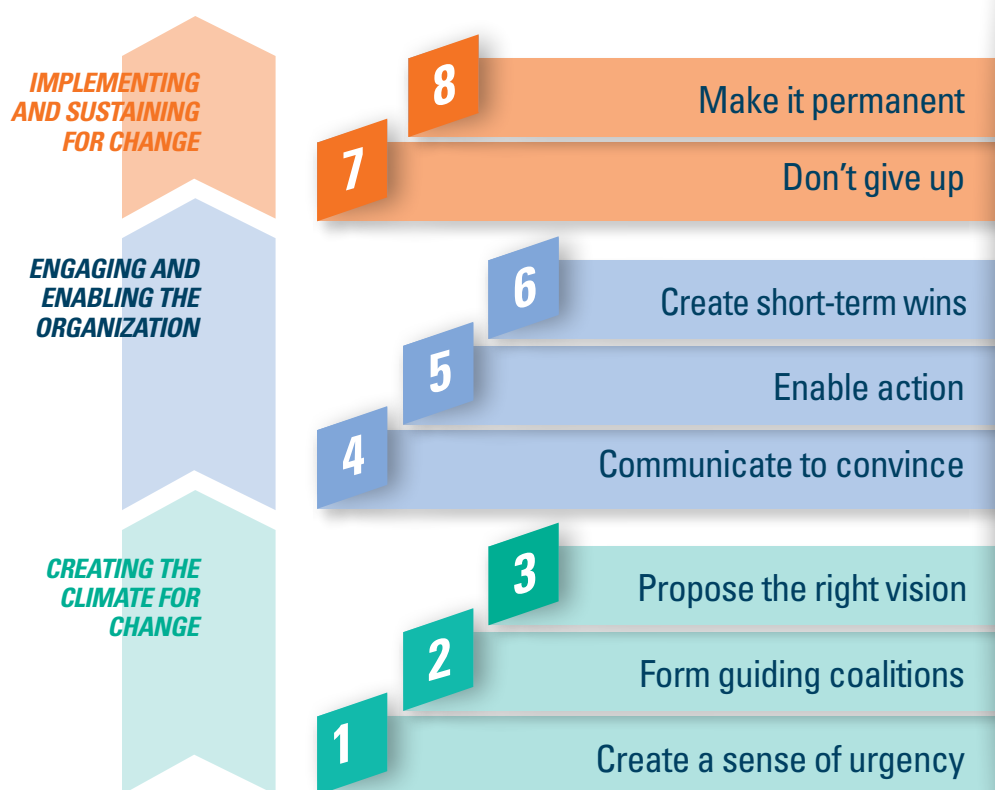 IMPLEMENTING
AND SUSTAINING
FOR CHANGE
8
Make it permanent
7
Don’t give up
ENGAGING AND
ENABLING THE
ORGANIZATION
6
Create short-term wins
5
Enable action
4
Communicate to convince
CREATING THE
CLIMATE FOR
CHANGE
3
Propose the right vision
2
Form guiding coalitions
1
Create a sense of urgency